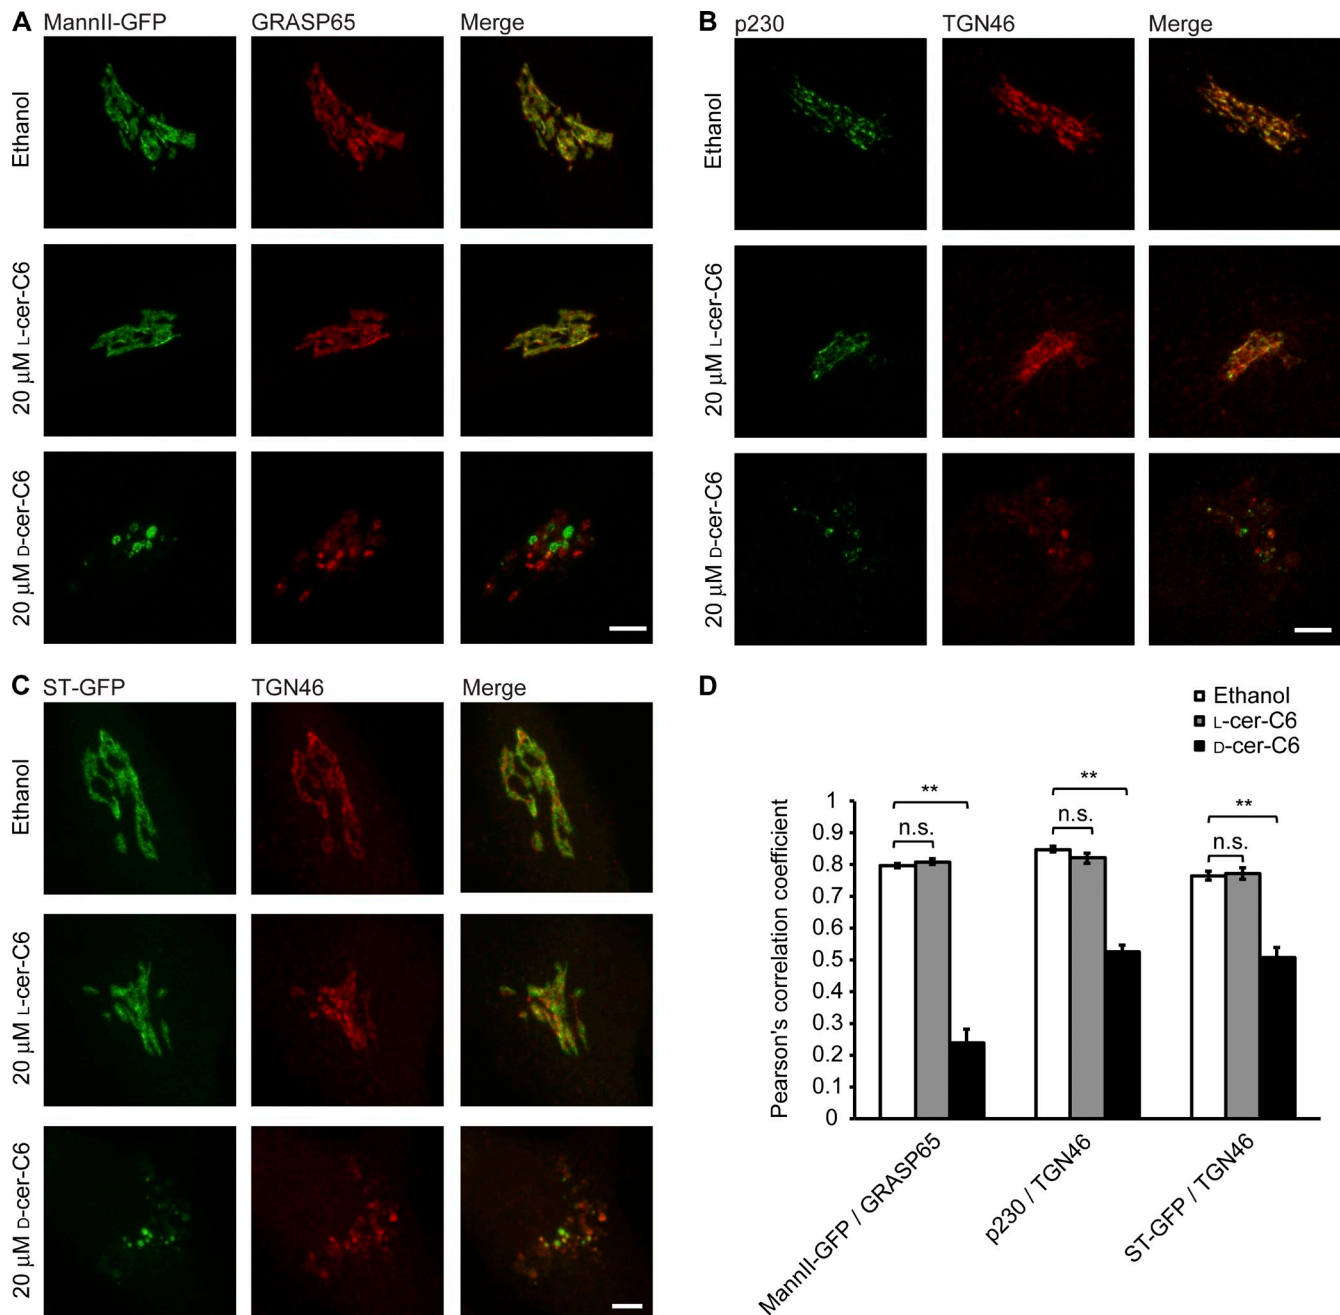 A
MannII-GFP
GRASP65
Merge
Ethanol
20 µM L-cer-C6
20 µM D-cer-C6
B
p230
TGN46
Merge
Ethanol
20 µM L-cer-C6
20 µM D-cer-C6
C
ST-GFP
TGN46
Merge
Ethanol
20 µM L-cer-C6
20 µM D-cer-C6
D
Ethanol
L-cer-C6
D-cer-C6
Pearson's correlation coefficient
1
0.9
0.8
0.7
0.6
0.5
0.4
0.3
0.2
0.1
0
**
n.s.
**
n.s.
**
n.s.
MannII-GFP / GRASP65
p230 / TGN46
ST-GFP / TGN46